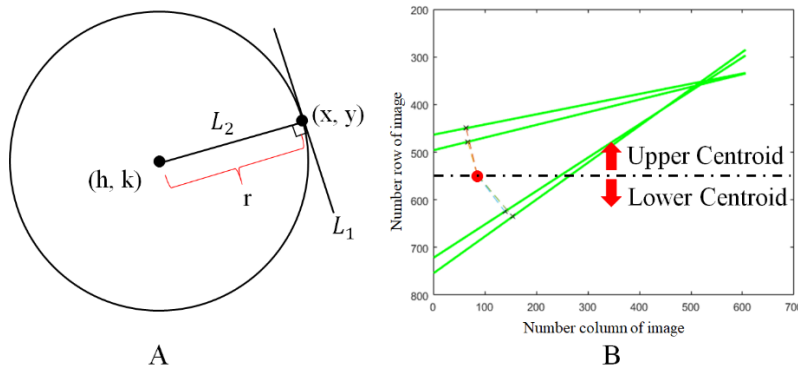 L₂
(x, y)
(h, k)
r
L₁
A
Number row of image
200
300
400
500
600
700
800
Upper Centroid
Lower Centroid
0
100
200
300
400
500
600
700
Number column of image
B